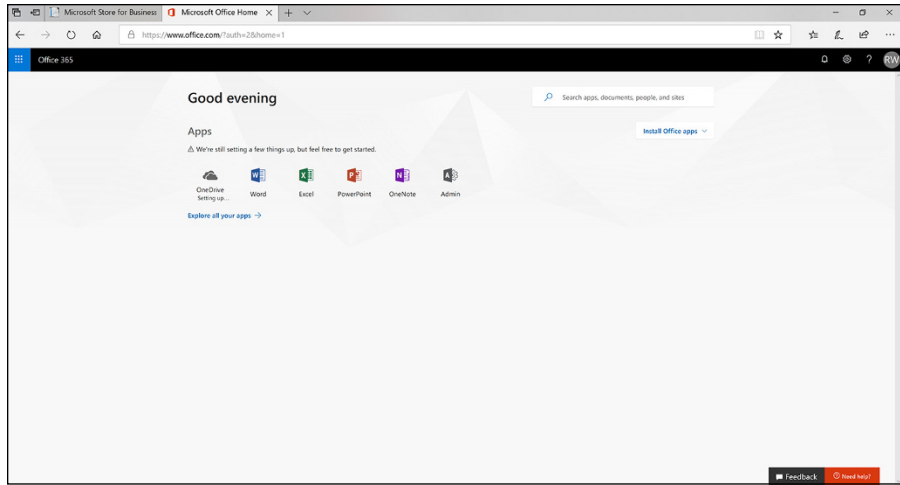 Microsoft Store for Business
Microsoft Office Home
https://www.office.com/?auth=2&home=1
Office 365
RW
Good evening
Search apps, documents, people, and sites
Apps
Install Office apps
We're still setting a few things up, but feel free to get started.
OneDrive
Setting up...
Word
Excel
PowerPoint
OneNote
Admin
Explore all your apps →
Feedback
Need help?